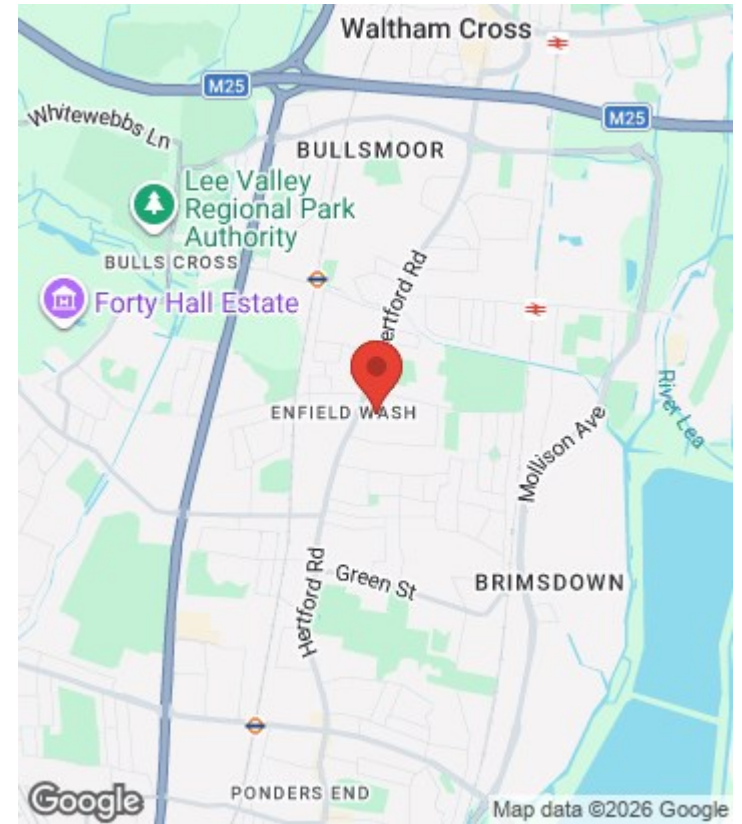 Waltham Cross
M25
M25
Whitewebbs Ln
BULLSMOOR
Lee Valley
Regional Park
Authority
BULLS CROSS
Forty Hall Estate
ertford Rd
ENFIELD WASH
River Lea
Mollison Ave
Hertford Rd
Green St
BRIMSDOWN
PONDERS END
Google
Map data ©2026 Google